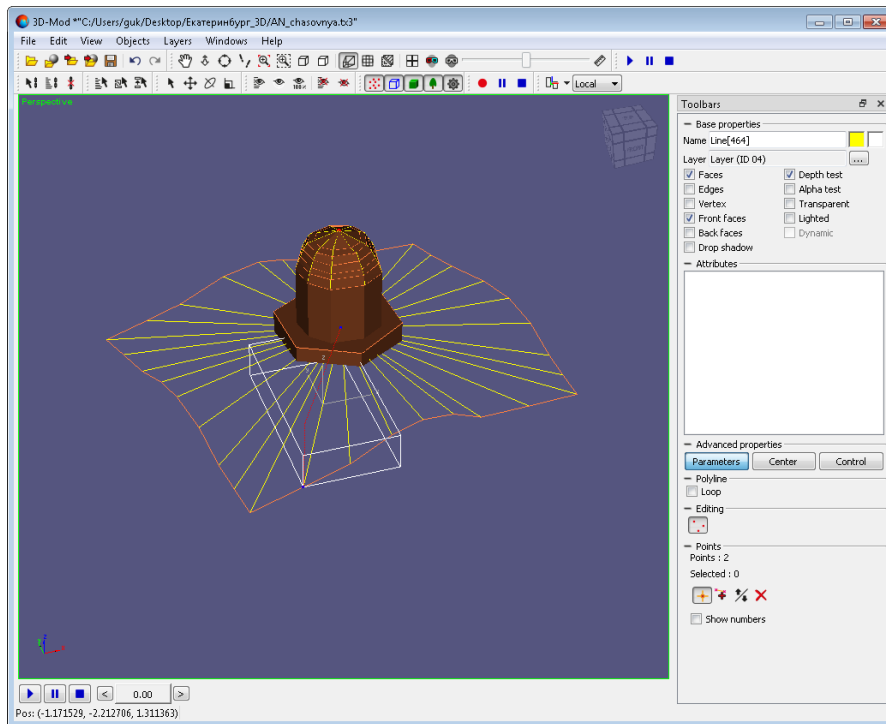 3D-Mod *"C:/Users/guk/Desktop/Екатеринбург_3D/AN_chasovnya.tx3"
File Edit View Objects Layers Windows Help
100%
Local
Perspective
Toolbars
Base properties
Name Line[464]
Layer Layer (ID 04) ...
Faces Depth test
Edges Alpha test
Vertex Transparent
Front faces Lighted
Back faces Dynamic
Drop shadow
Attributes
Advanced properties
Parameters Center Control
Polyline
Loop
Editing
Points
Points : 2
Selected : 0
Show numbers
< 0.00 >
Pos: (-1.171529, -2.212706, 1.311363)